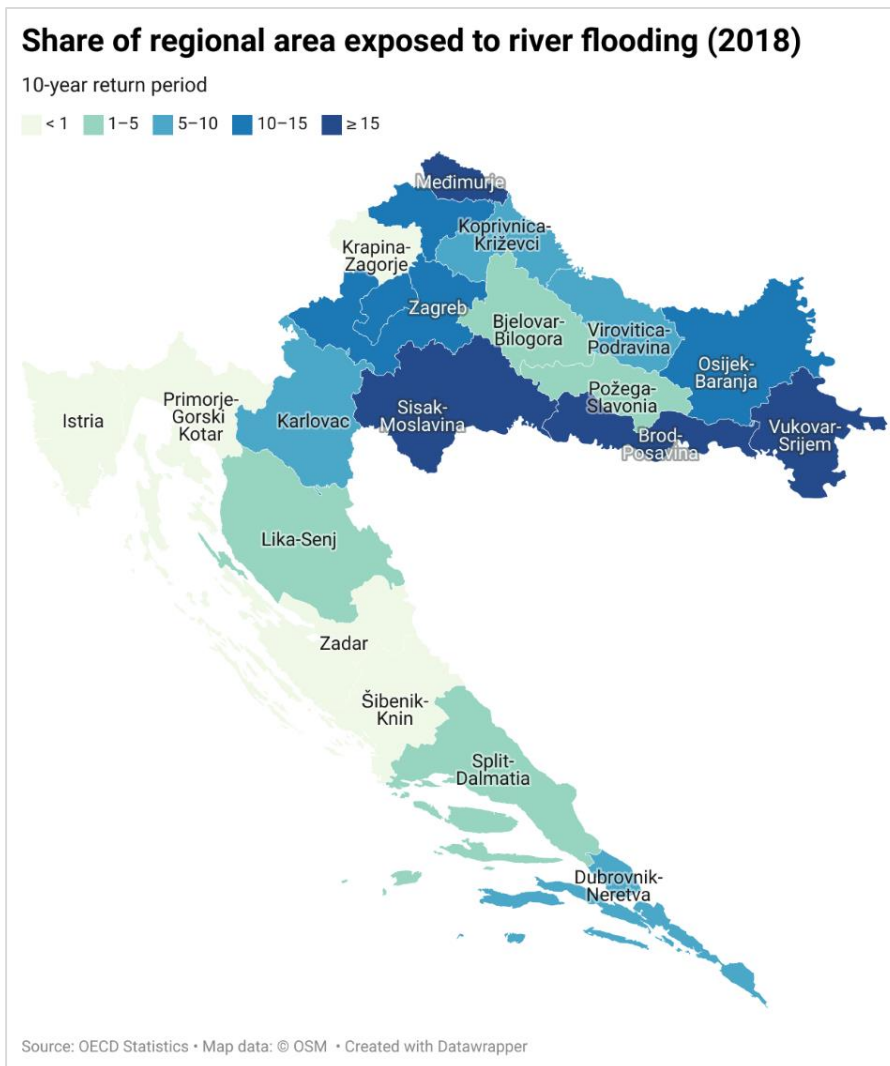 Share of regional area exposed to river flooding (2018)
10-year return period
< 1
1–5
5–10
10–15
≥ 15
Međimurje
Koprivnica-
Križevci
Krapina-
Zagorje
Zagreb
Bjelovar-
Bilogora
Virovitica-
Podravina
Osijek-
Baranja
Požega-
Slavonia
Istria
Primorje-
Gorski
Kotar
Karlovac
Sisak-
Moslavina
Brod-
Posavina
Vukovar-
Srijem
Lika-Senj
Zadar
Šibenik-
Knin
Split-
Dalmatia
Dubrovnik-
Neretva
Source: OECD Statistics • Map data: © OSM • Created with Datawrapper